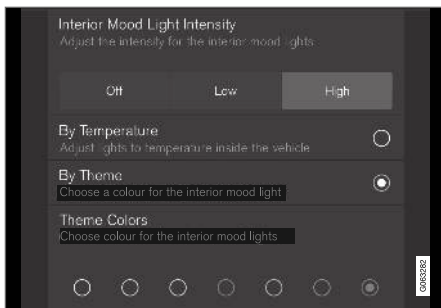 Interior Mood Light Intensity
Adjust the intensity for the interior mood lights
Off Low High
By Temperature
Adjust lights to temperature inside the vehicle
By Theme
Choose a colour for the interior mood light
Theme Colors
Choose colour for the interior mood lights
G063282